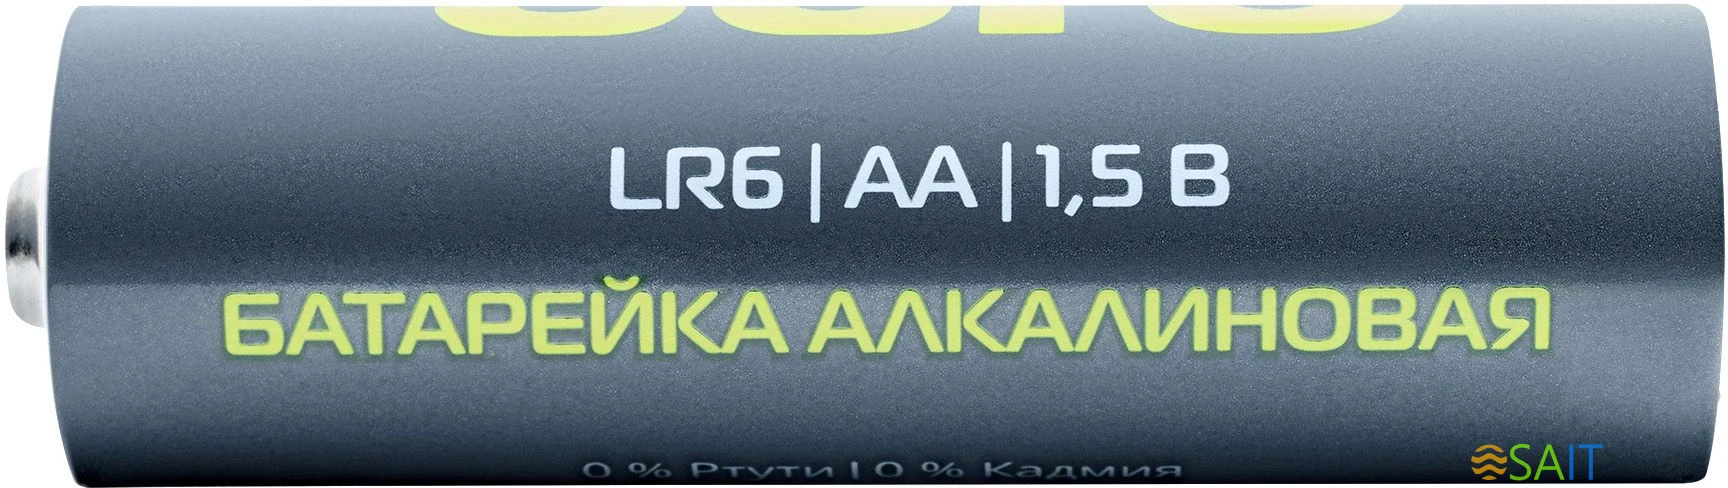 LR6 | AA | 1,5 В
БАТАРЕЙКА АЛКАЛИНОВАЯ
0 % Ртути | 0 % Кадмия
SAIT